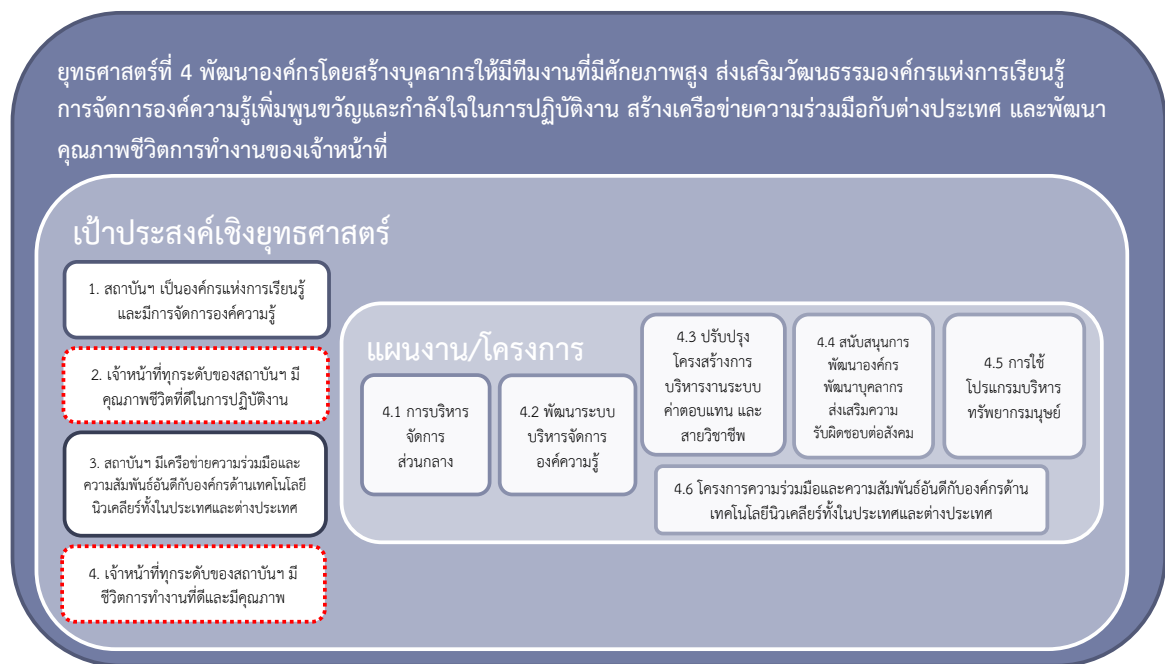 ยุทธศาสตร์ที่ 4 พัฒนาองค์กรโดยสร้างบุคลากรให้มีทีมงานที่มีศักยภาพสูง ส่งเสริมวัฒนธรรมองค์กรแห่งการเรียนรู้
การจัดการองค์ความรู้เพิ่มพูนขวัญและกำลังใจในการปฏิบัติงาน สร้างเครือข่ายความร่วมมือกับต่างประเทศ และพัฒนา
คุณภาพชีวิตการทำงานของเจ้าหน้าที่
เป้าประสงค์เชิงยุทธศาสตร์
1. สถาบันฯ เป็นองค์กรแห่งการเรียนรู้
และมีการจัดการองค์ความรู้
2. เจ้าหน้าที่ทุกระดับของสถาบันฯ มี
คุณภาพชีวิตที่ดีในการปฏิบัติงาน
3. สถาบันฯ มีเครือข่ายความร่วมมือและ
ความสัมพันธ์อันดีกับองค์กรด้านเทคโนโลยี
นิวเคลียร์ทั้งในประเทศและต่างประเทศ
4. เจ้าหน้าที่ทุกระดับของสถาบันฯ มี
ชีวิตการทำงานที่ดีและมีคุณภาพ
แผนงาน/โครงการ
4.1 การบริหาร
จัดการ
ส่วนกลาง
4.2 พัฒนาระบบ
บริหารจัดการ
องค์ความรู้
4.3 ปรับปรุง
โครงสร้างการ
บริหารงานระบบ
ค่าตอบแทน และ
สายวิชาชีพ
4.4 สนับสนุนการ
พัฒนาองค์กร
พัฒนาบุคลากร
ส่งเสริมความ
รับผิดชอบต่อสังคม
4.5 การใช้
โปรแกรมบริหาร
ทรัพยากรมนุษย์
4.6 โครงการความร่วมมือและความสัมพันธ์อันดีกับองค์กรด้าน
เทคโนโลยีนิวเคลียร์ทั้งในประเทศและต่างประเทศ